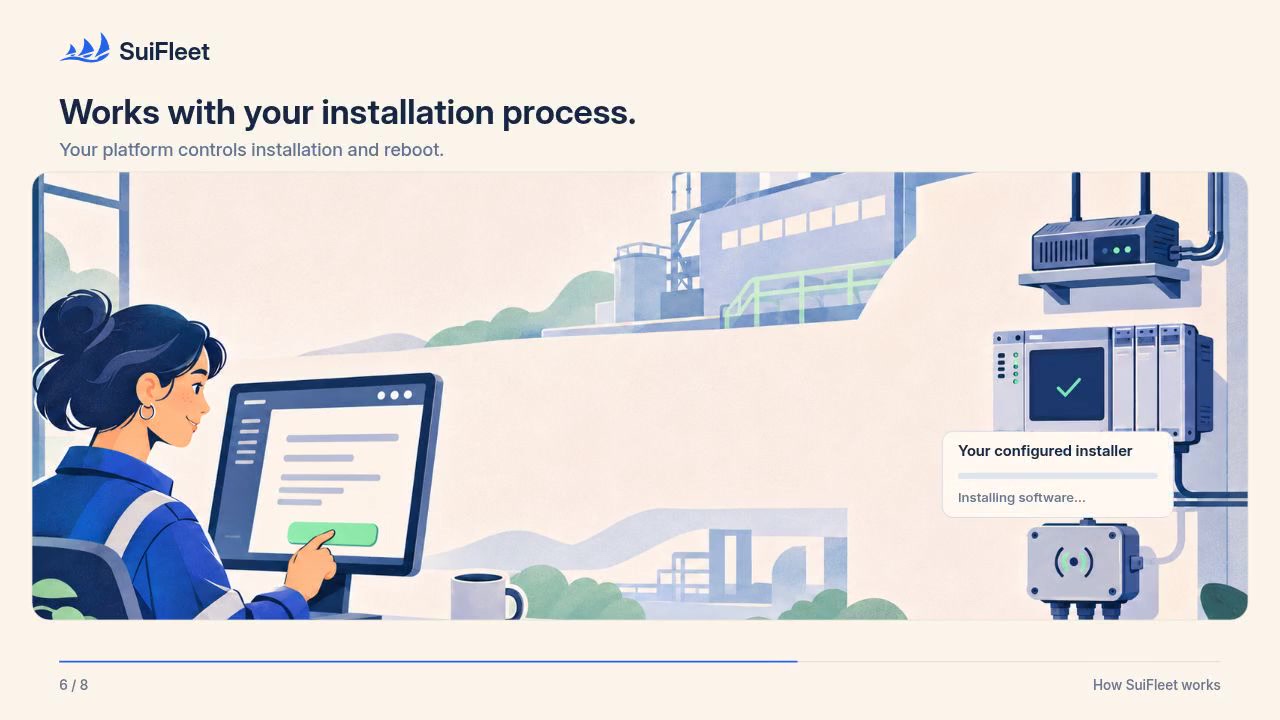 SuiFleet
Works with your installation process.
Your platform controls installation and reboot.
Your configured installer
Installing software...
6 / 8
How SuiFleet works